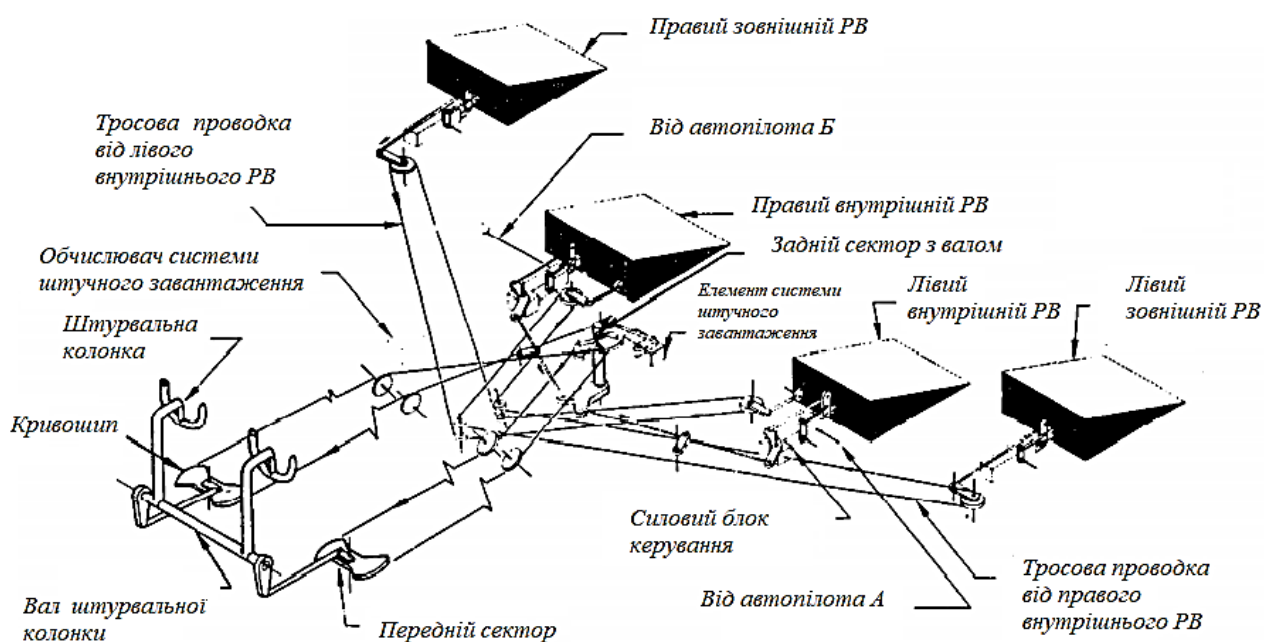 Правий зовнішній РВ
Тросова проводка
від лівого
внутрішнього РВ
Від автопілота Б
Правий внутрішній РВ
Задній сектор з валом
Обчислювач системи
штучного завантаження
Елемент системи
штучного
завантаження
Лівий
внутрішній РВ
Лівий
зовнішній РВ
Штурвальна
колонка
Кривошип
Силовий блок
керування
Тросова проводка
від правого
внутрішнього РВ
Від автопілота А
Вал штурвальної
колонки
Передній сектор